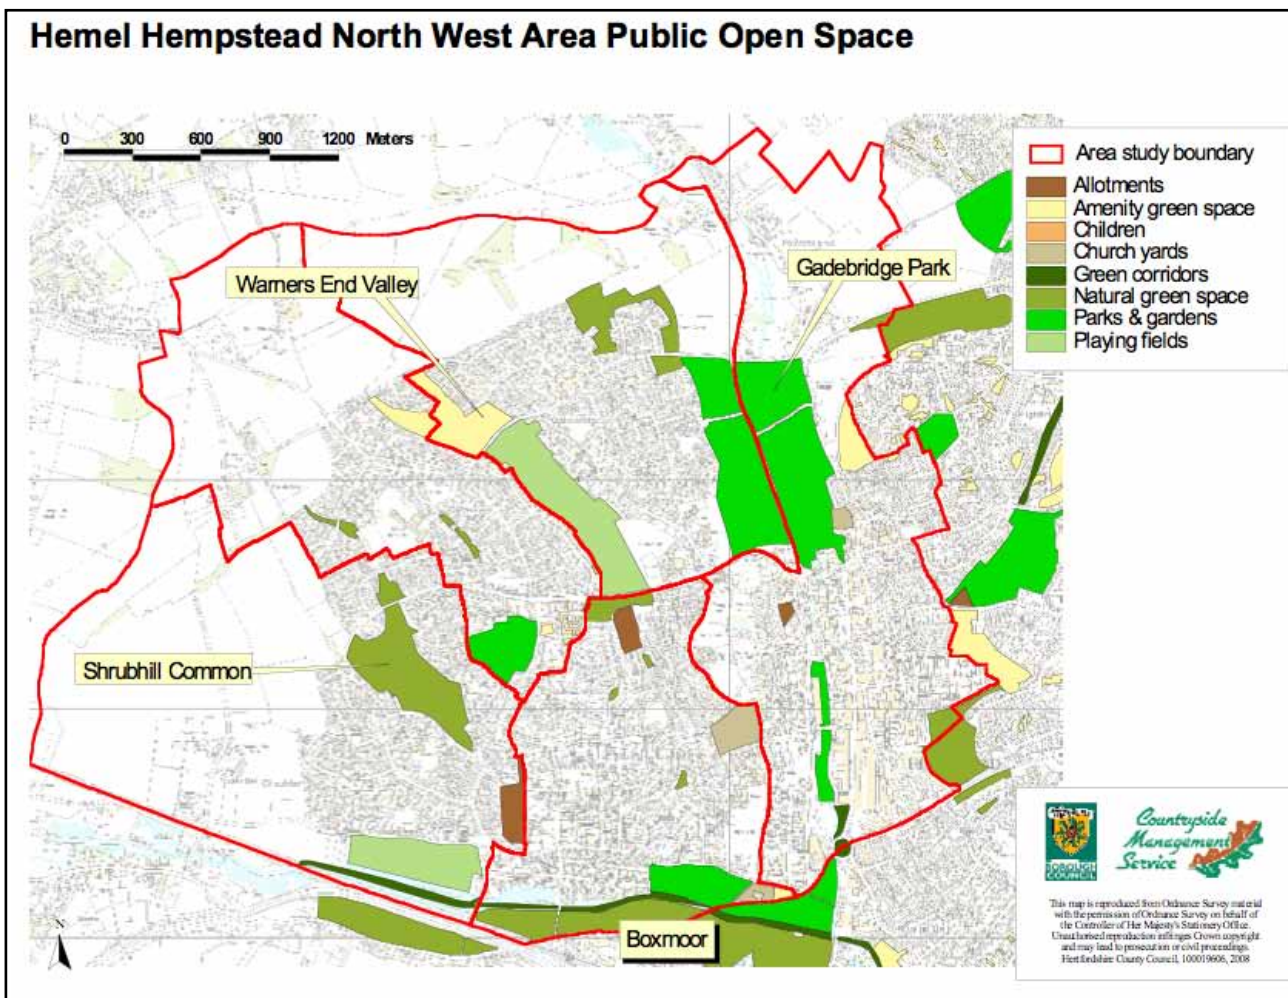 Hemel Hempstead North West Area Public Open Space
0 300 600 900 1200 Meters
Area study boundary
Allotments
Amenity green space
Children
Church yards
Green corridors
Natural green space
Parks & gardens
Playing fields
Warners End Valley
Gadebridge Park
Shrubhill Common
Boxmoor
N
BOROUGH
COUNCIL
Countryside
Management
Service
This map is reproduced from Ordnance Survey material
with the permission of Ordnance Survey on behalf of
the Controller of Her Majesty's Stationery Office.
Unauthorised reproduction infringes Crown copyright
and may lead to prosecution or civil proceedings.
Hertfordshire County Council, 100019606, 2008